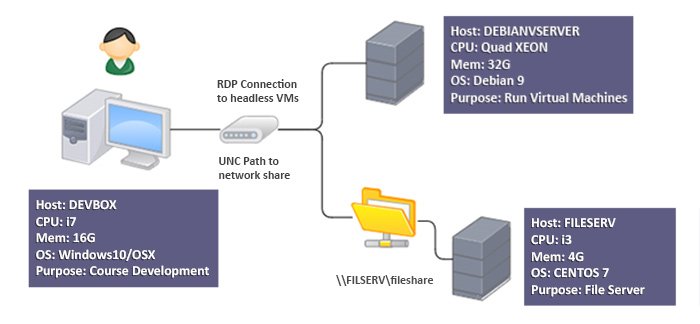 Host: DEBIANVSERVER
CPU: Quad XEON
Mem: 32G
OS: Debian 9
Purpose: Run Virtual Machines
RDP Connection
to headless VMs
UNC Path to
network share
Host: DEVBOX
CPU: i7
Mem: 16G
OS: Windows10/OSX
Purpose: Course Development
\\FILSERV\fileshare
Host: FILESERV
CPU: i3
Mem: 4G
OS: CENTOS 7
Purpose: File Server